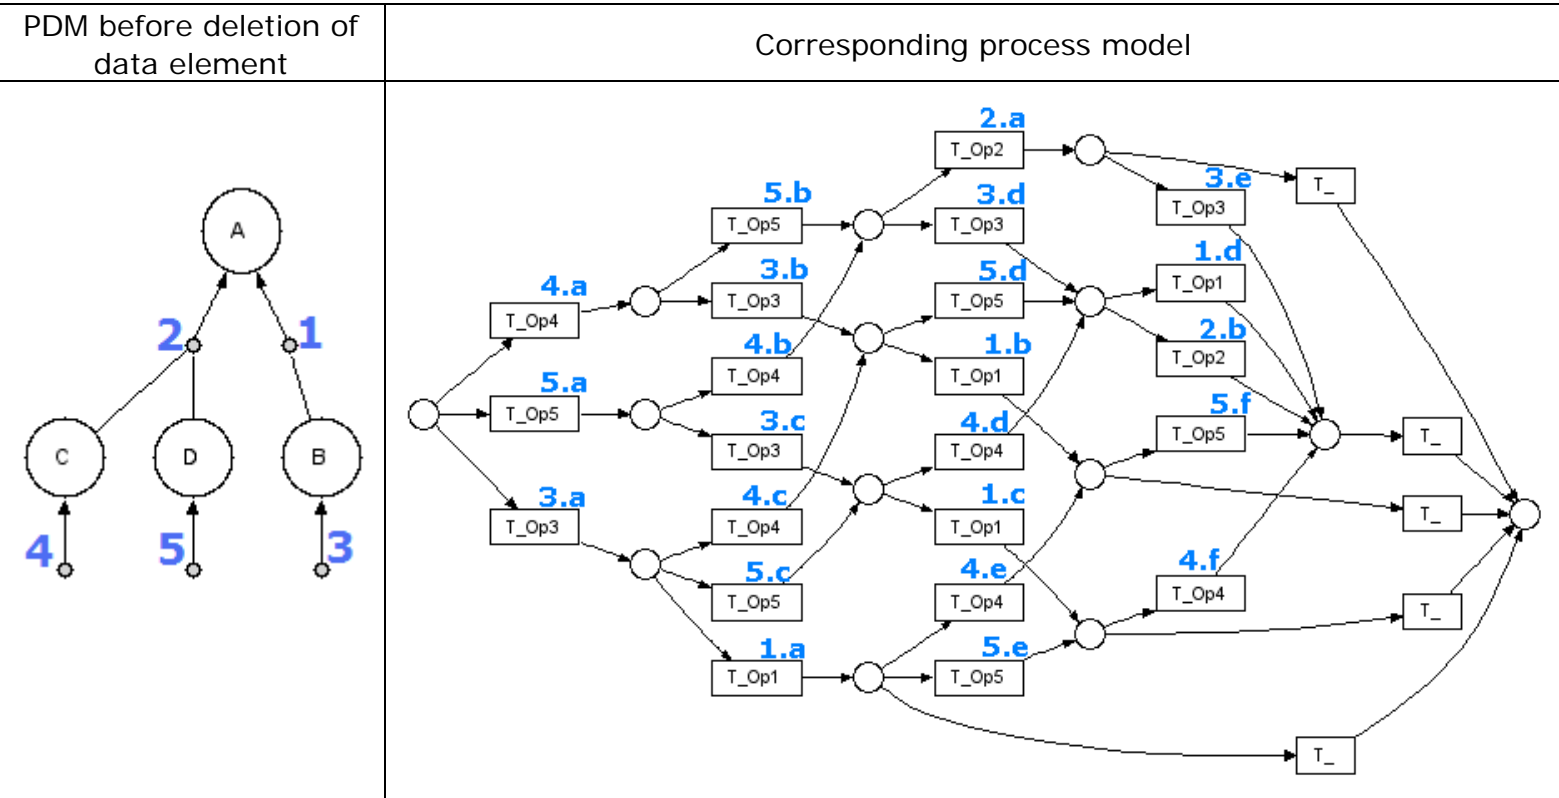 PDM before deletion of
data element
Corresponding process model
A
2
1
C
D
B
4
5
3
2.a
T_Op2
3.e
T_
T_Op3
5.b
3.d
T_Op5
T_Op3
1.d
T_Op1
4.a
3.b
5.d
T_Op4
T_Op3
T_Op5
2.b
T_Op2
4.b
1.b
T_Op4
T_Op1
5.a
T_Op5
5.f
T_Op5
T_
3.c
4.d
T_Op3
T_Op4
3.a
T_Op3
4.c
1.c
T_
T_Op4
T_Op1
4.f
T_Op4
5.c
4.e
T_
T_Op5
T_Op4
1.a
5.e
T_Op1
T_Op5
T_